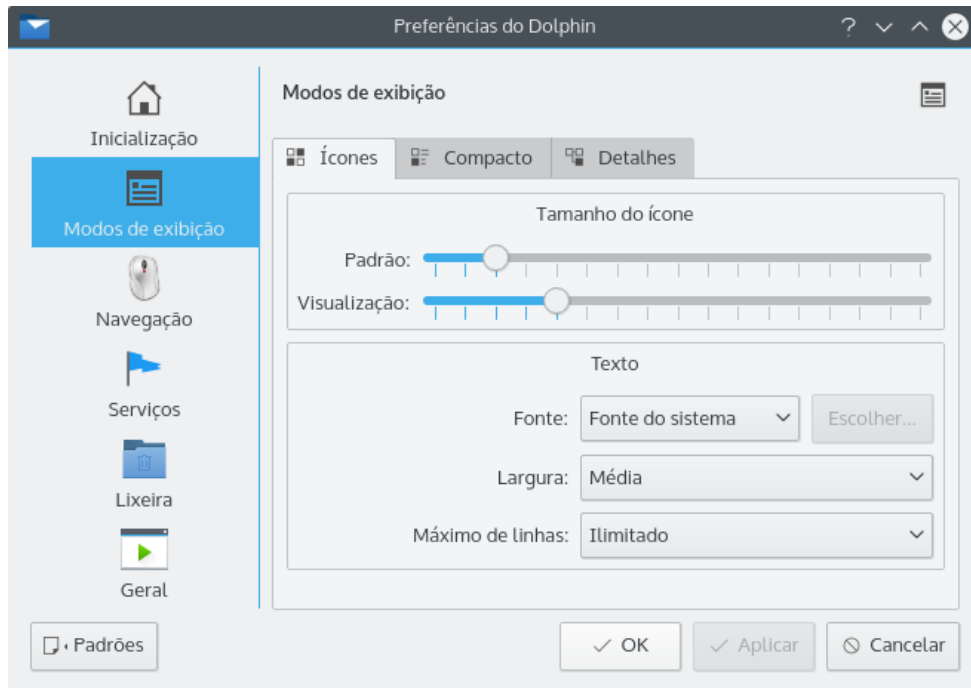 Preferências do Dolphin
Inicialização
Modos de exibição
Navegação
Serviços
Lixeira
Geral
Modos de exibição
Ícones Compacto Detalhes
Tamanho do ícone
Padrão:
Visualização:
Texto
Fonte: Fonte do sistema Escolher...
Largura: Média
Máximo de linhas: Ilimitado
Padrões OK Aplicar Cancelar